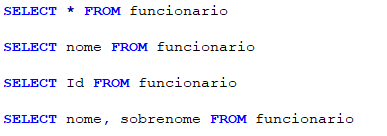 SELECT * FROM funcionario
SELECT nome FROM funcionario
SELECT Id FROM funcionario
SELECT nome, sobrenome FROM funcionario